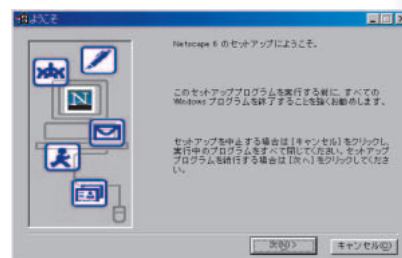 ようこそ
Netscape 6 のセットアップにようこそ。
このセットアッププログラムを実行する前に、すべての
Windows プログラムを終了することを強くお勧めします。
セットアップを中止する場合は [キャンセル] をクリックし、
実行中のプログラムをすべて閉じてください。セットアップ
プログラムを続行する場合は [次へ] をクリックしてくださ
い。
次(N)>
キャンセル(C)